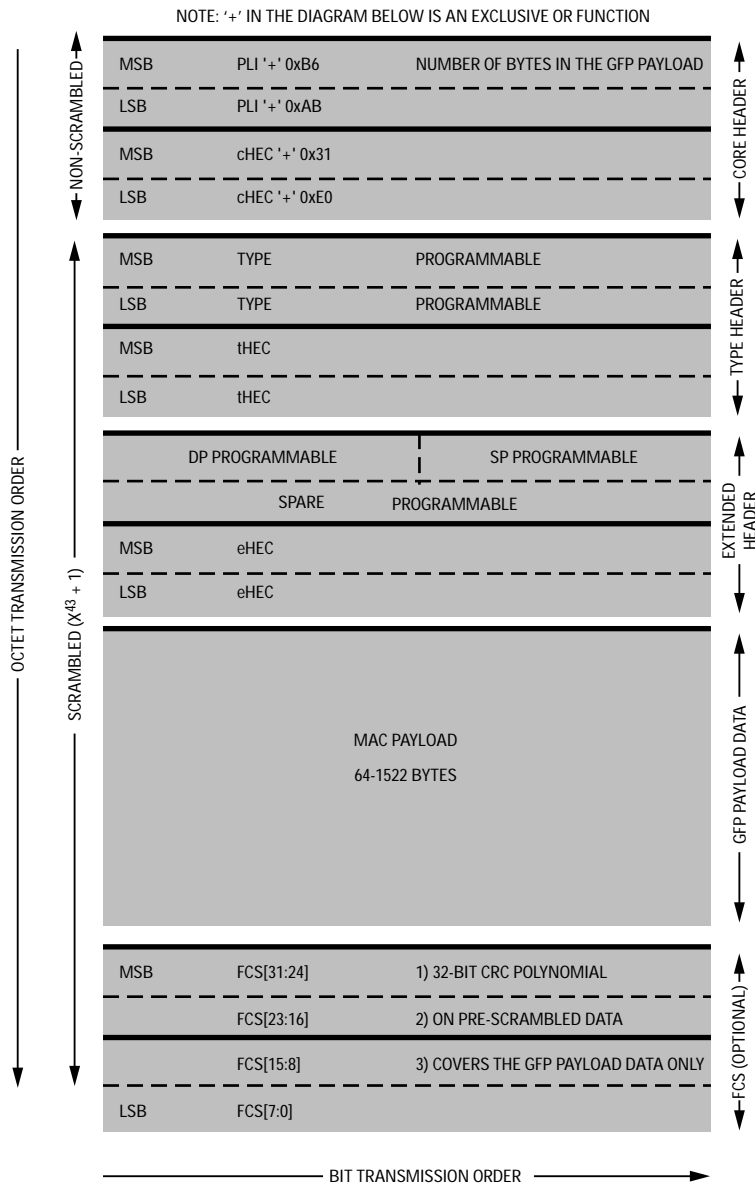 NOTE: '+' IN THE DIAGRAM BELOW IS AN EXCLUSIVE OR FUNCTION
MSB PLI '+' 0xB6 NUMBER OF BYTES IN THE GFP PAYLOAD
LSB PLI '+' 0xAB
MSB cHEC '+' 0x31
LSB cHEC '+' 0xE0
NON-SCRAMBLED
CORE HEADER
MSB TYPE PROGRAMMABLE
LSB TYPE PROGRAMMABLE
MSB tHEC
LSB tHEC
TYPE HEADER
DP PROGRAMMABLE SP PROGRAMMABLE
SPARE PROGRAMMABLE
MSB eHEC
LSB eHEC
EXTENDED
HEADER
OCTET TRANSMISSION ORDER
SCRAMBLED (X43 + 1)
MAC PAYLOAD
64-1522 BYTES
GFP PAYLOAD DATA
MSB FCS[31:24] 1) 32-BIT CRC POLYNOMIAL
FCS[23:16] 2) ON PRE-SCRAMBLED DATA
FCS[15:8] 3) COVERS THE GFP PAYLOAD DATA ONLY
LSB FCS[7:0]
FCS (OPTIONAL)
BIT TRANSMISSION ORDER